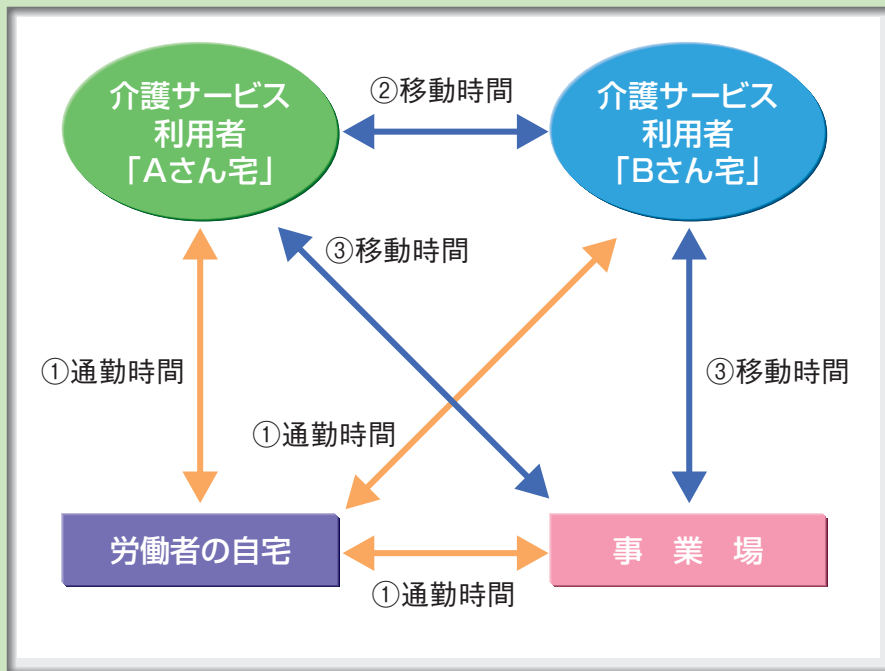 介護サービス
利用者
「Aさん宅」
②移動時間
介護サービス
利用者
「Bさん宅」
③移動時間
①通勤時間
③移動時間
①通勤時間
労働者の自宅
事 業 場
①通勤時間